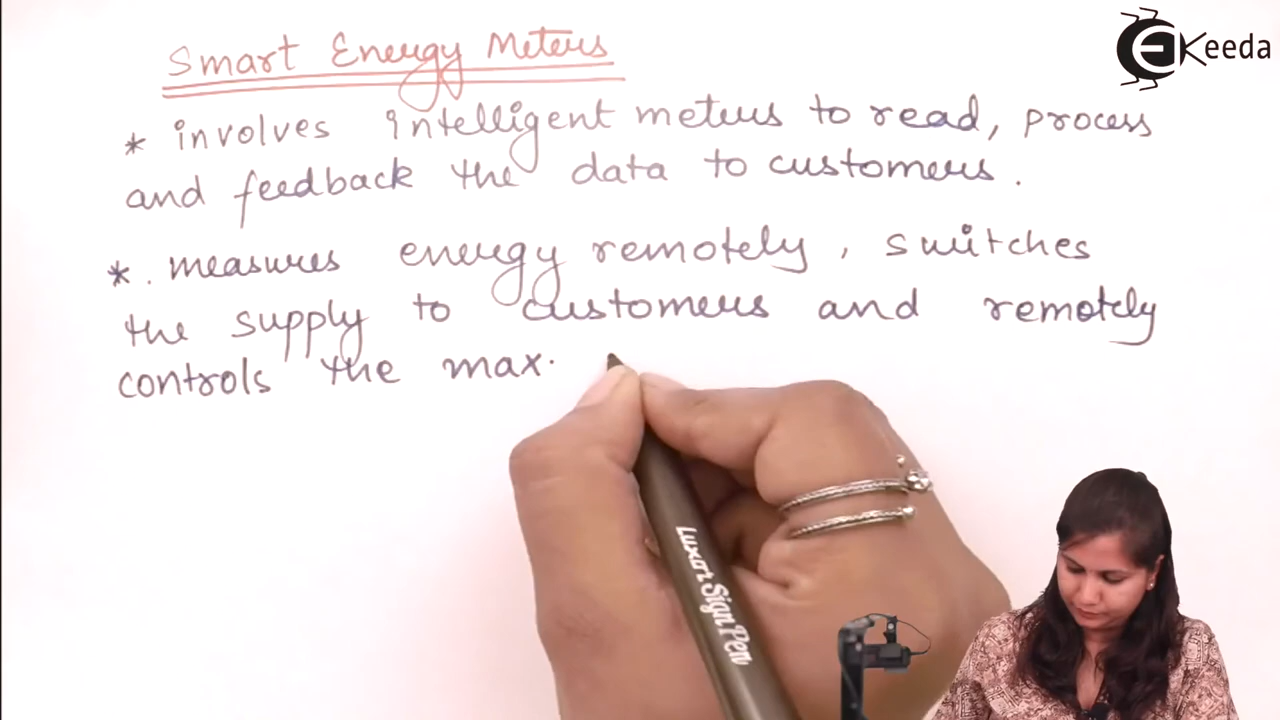 Smart Energy Meters
* involves intelligent meters to read, process
and feedback the data to customers.
*. measures energy remotely, switches
the supply to customers and remotely
controls the max.
EKeeda
Luxor Sign Pen